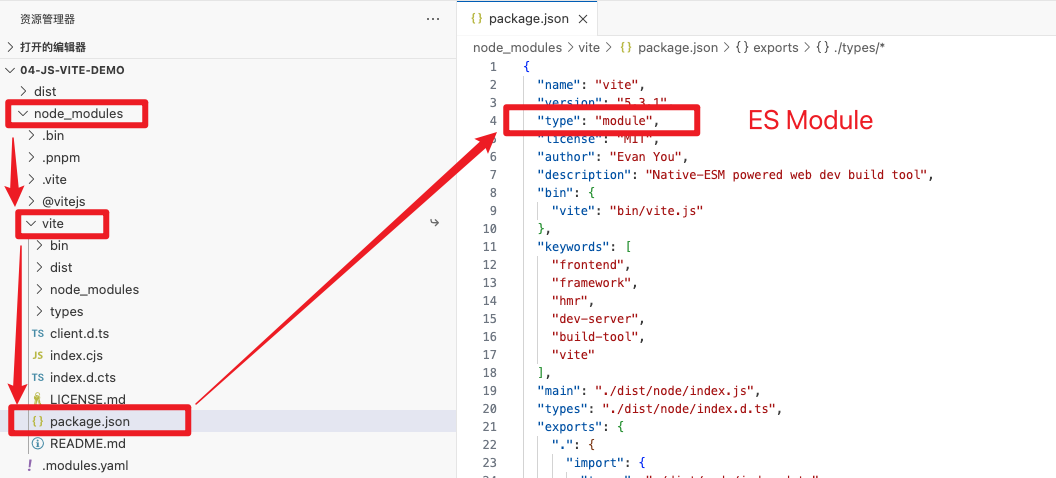 资源管理器
打开的编辑器
04-JS-VITE-DEMO
dist
node_modules
.bin
.pnpm
.vite
@vitejs
vite
bin
dist
node_modules
types
TS client.d.ts
JS index.cjs
TS index.d.cts
LICENSE.md
{} package.json
README.md
! .modules.yaml
{} package.json
node_modules > vite > {} package.json > {} exports > {} ./types/*
1 {
2 "name": "vite",
3 "version": "5.3.1",
4 "type": "module",
"license": "MIT",
6 "author": "Evan You",
7 "description": "Native-ESM powered web dev build tool",
8 "bin": {
9 "vite": "bin/vite.js"
10 },
11 "keywords": [
12 "frontend",
13 "framework",
14 "hmr",
15 "dev-server",
16 "build-tool",
17 "vite"
18 ],
19 "main": "./dist/node/index.js",
20 "types": "./dist/node/index.d.ts",
21 "exports": {
22 ".": {
23 "import": {
24
ES Module